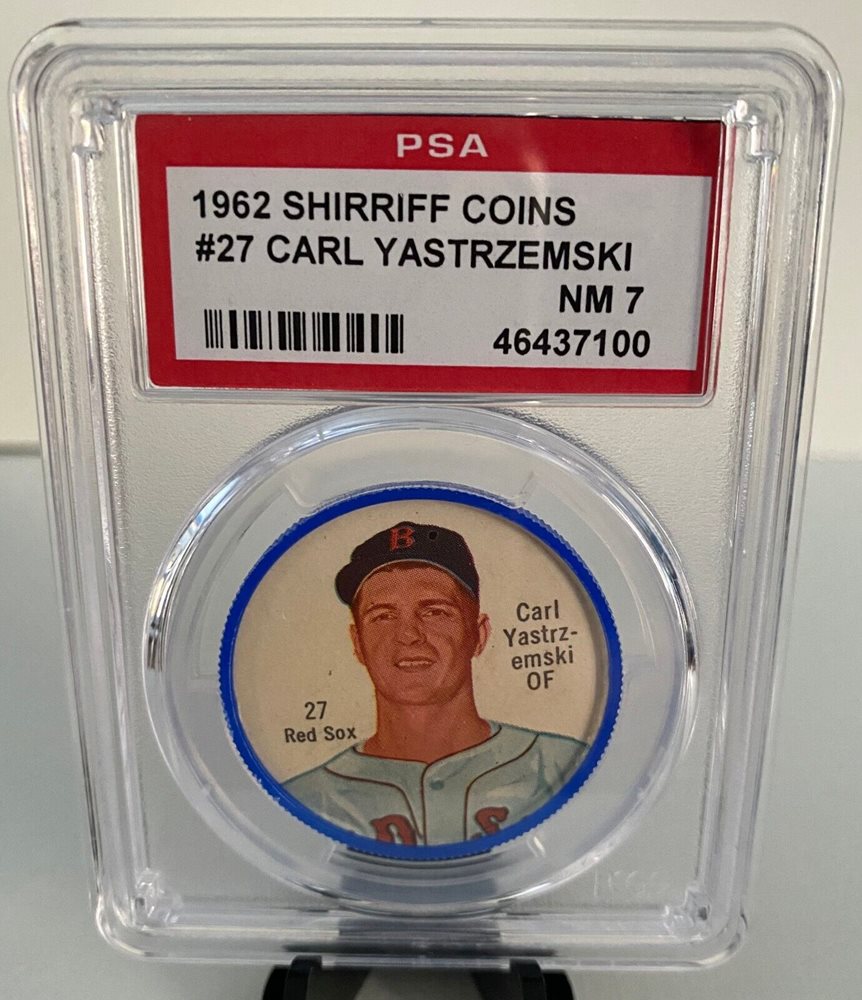 PSA
1962 SHIRRIFF COINS
#27 CARL YASTRZEMSKI
NM 7
46437100
B
Carl
Yastrz-
emski
OF
27
Red Sox